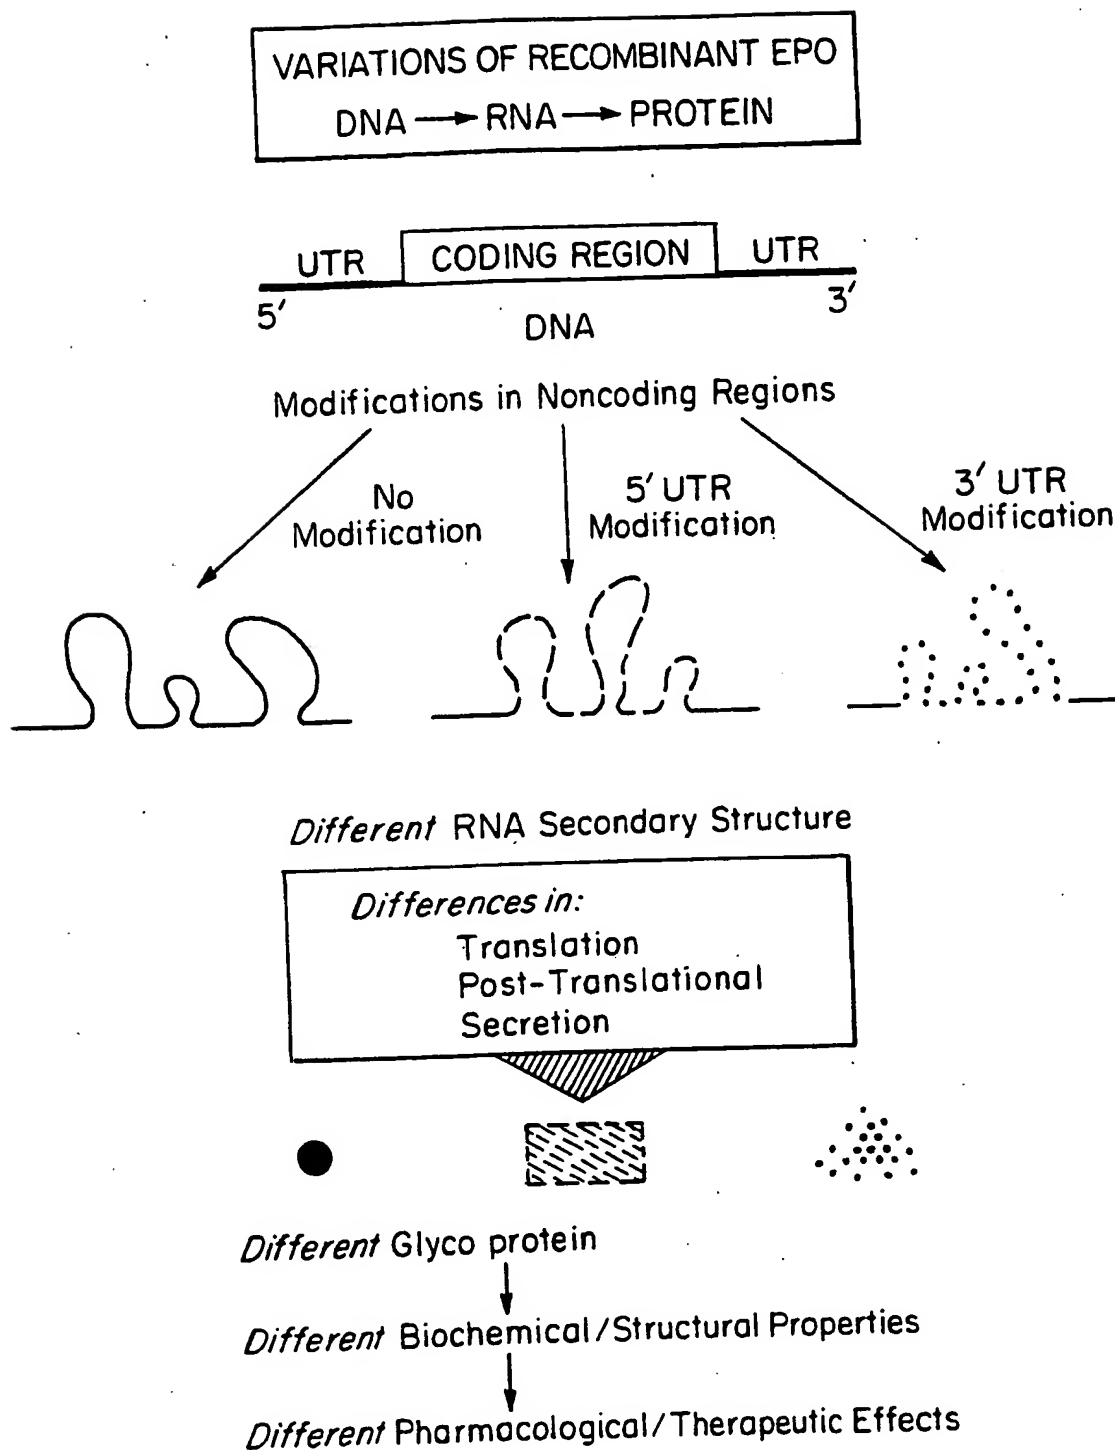 VARIATIONS OF RECOMBINANT EPO
DNA → RNA → PROTEIN
UTR CODING REGION UTR
5′ 3′
DNA
Modifications in Noncoding Regions
No
Modification
5′ UTR
Modification
3′ UTR
Modification
Different RNA Secondary Structure
Differences in:
Translation
Post-Translational
Secretion
Different Glyco protein
Different Biochemical/Structural Properties
Different Pharmacological/Therapeutic Effects